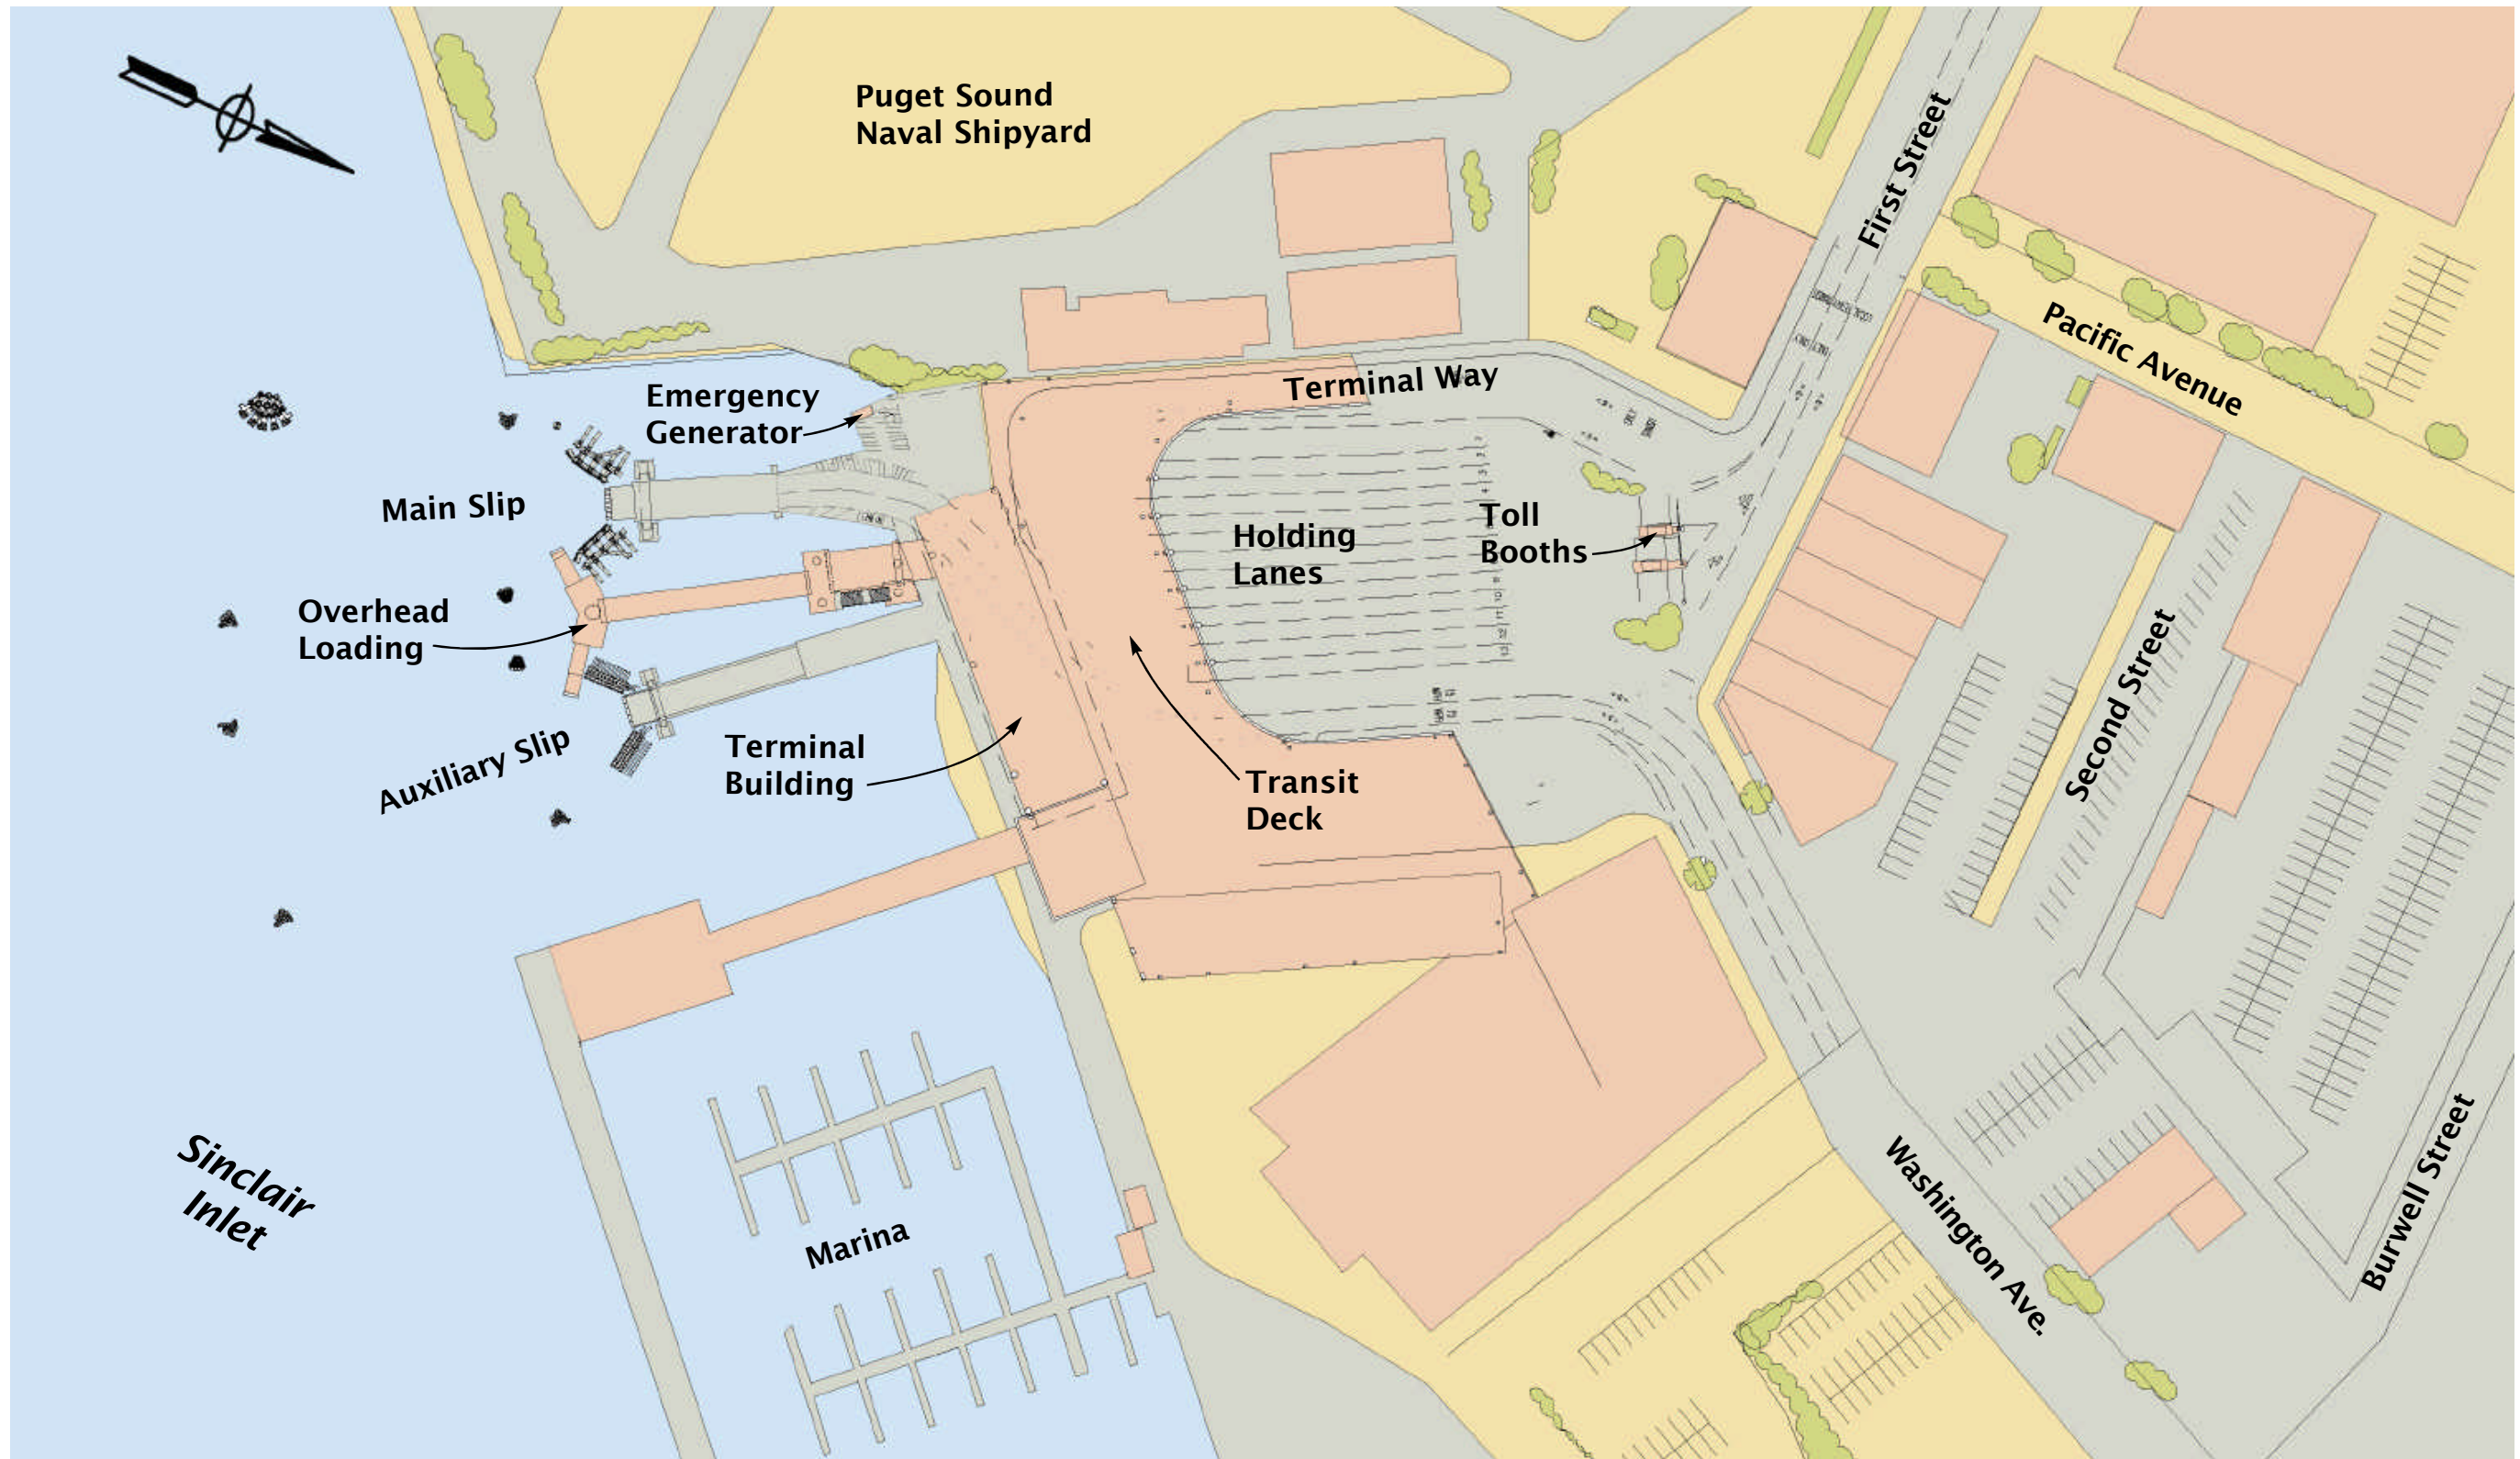 Puget Sound
Naval Shipyard
First Street
Pacific Avenue
Emergency
Generator
Terminal Way
Main Slip
Toll
Booths
Holding
Lanes
Overhead
Loading
Second Street
Auxiliary Slip
Terminal
Building
Transit
Deck
Sinclair
Inlet
Marina
Washington Ave.
Burwell Street